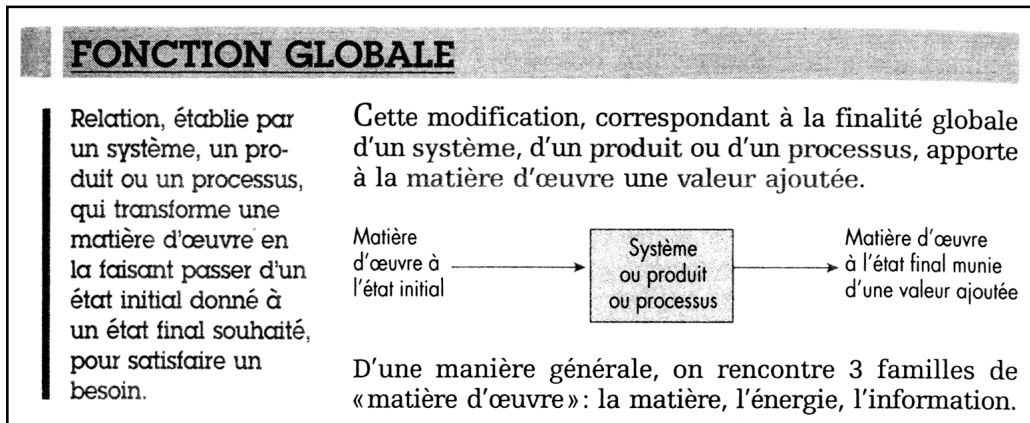 FONCTION GLOBALE
Relation, établie par
un système, un pro-
duit ou un processus,
qui transforme une
matière d'œuvre en
la faisant passer d'un
état initial donné à
un état final souhaité,
pour satisfaire un
besoin.
Cette modification, correspondant à la finalité globale
d'un système, d'un produit ou d'un processus, apporte
à la matière d'œuvre une valeur ajoutée.
Matière
d'œuvre à
l'état initial
Système
ou produit
ou processus
Matière d'œuvre
à l'état final munie
d'une valeur ajoutée
D'une manière générale, on rencontre 3 familles de
«matière d'œuvre»: la matière, l'énergie, l'information.